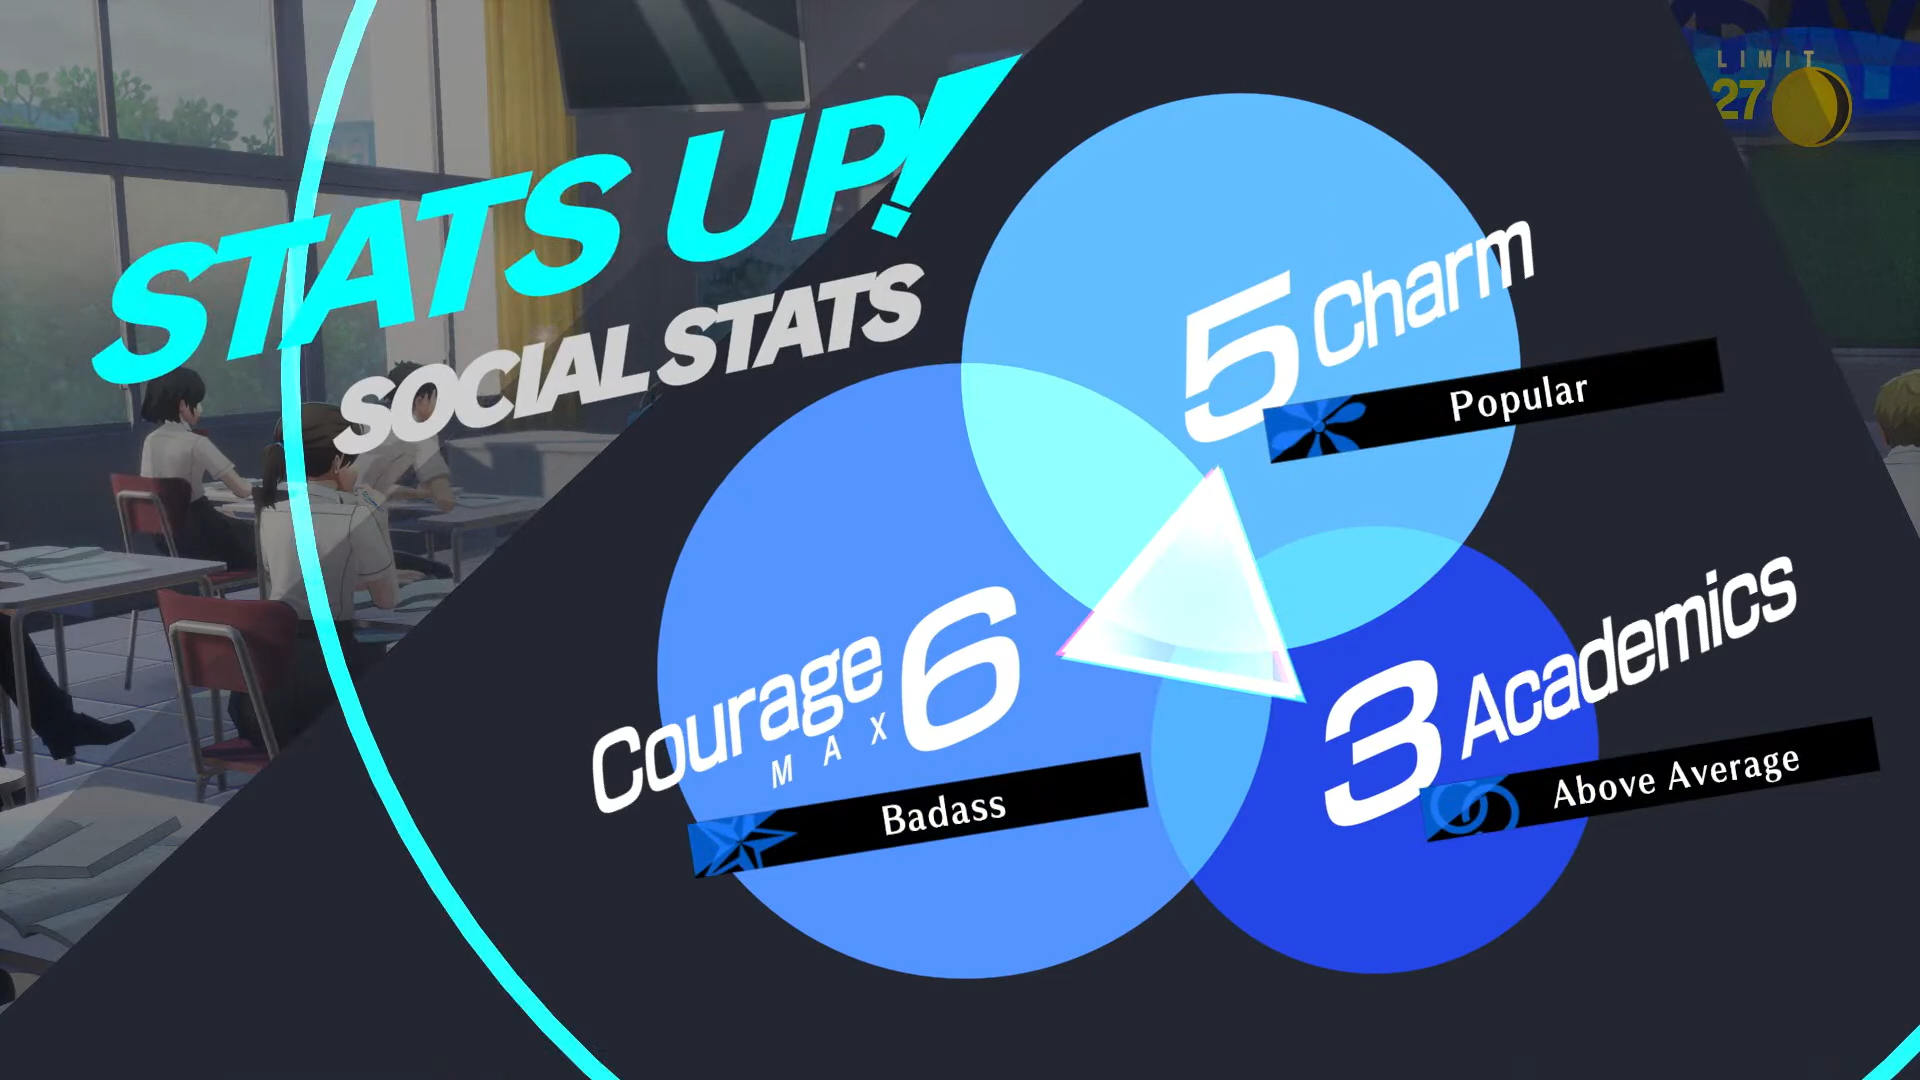 STATS UP!
SOCIAL STATS
LIMIT
27
5 Charm
Popular
Courage 6
MAX
Badass
3 Academics
Above Average